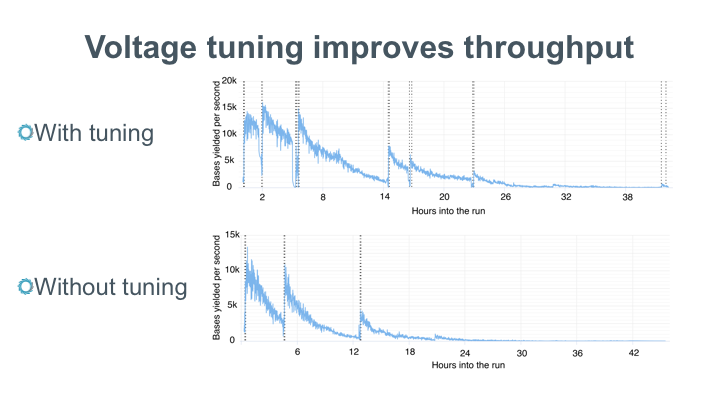 Voltage tuning improves throughput
With tuning
Bases yielded per second
20k
15k
10k
5k
0
2 8 14 20 26 32 38
Hours into the run
Without tuning
Bases yielded per second
15k
10k
5k
0
6 12 18 24 30 36 42
Hours into the run